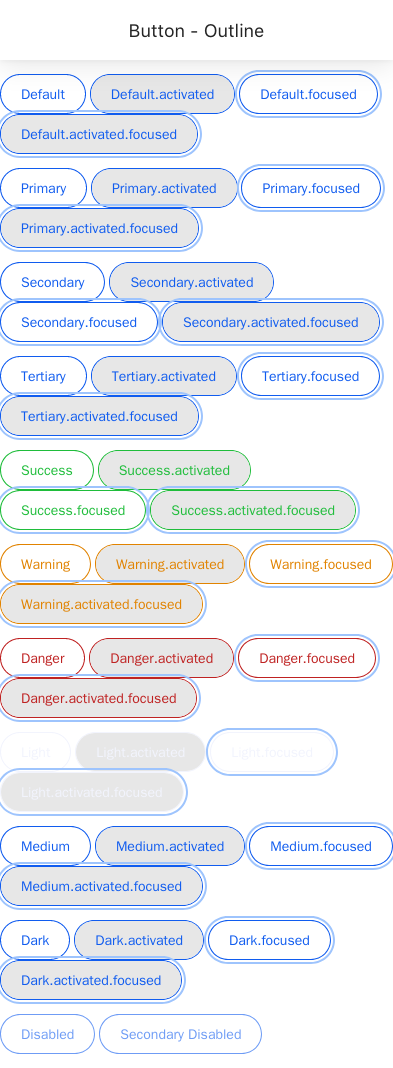 Button - Outline
Default Default.activated Default.focused
Default.activated.focused
Primary Primary.activated Primary.focused
Primary.activated.focused
Secondary Secondary.activated
Secondary.focused Secondary.activated.focused
Tertiary Tertiary.activated Tertiary.focused
Tertiary.activated.focused
Success Success.activated
Success.focused Success.activated.focused
Warning Warning.activated Warning.focused
Warning.activated.focused
Danger Danger.activated Danger.focused
Danger.activated.focused
Light Light.activated Light.focused
Light.activated.focused
Medium Medium.activated Medium.focused
Medium.activated.focused
Dark Dark.activated Dark.focused
Dark.activated.focused
Disabled Secondary Disabled